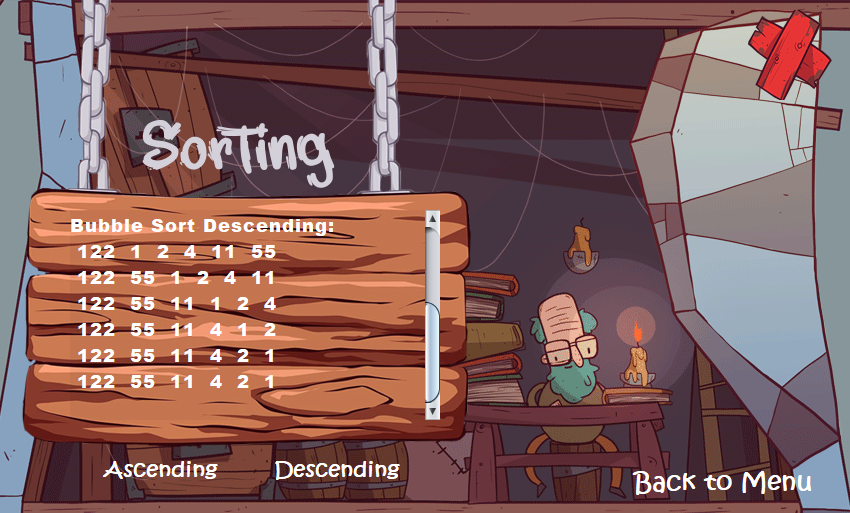 Sorting
Bubble Sort Descending:
122 1 2 4 11 55
122 55 1 2 4 11
122 55 11 1 2 4
122 55 11 4 1 2
122 55 11 4 2 1
122 55 11 4 2 1
Ascending Descending
Back to Menu